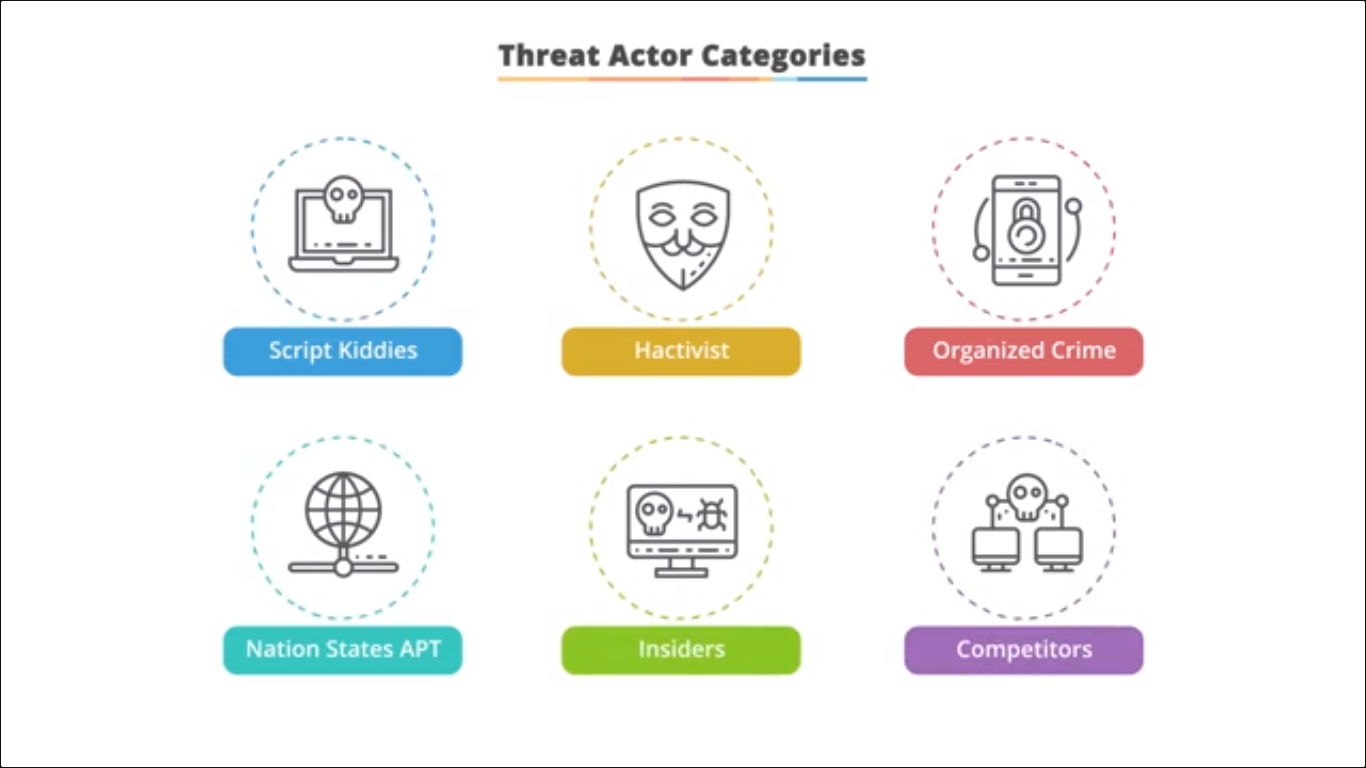 Threat Actor Categories
Script Kiddies
Hactivist
Organized Crime
Nation States APT
Insiders
Competitors